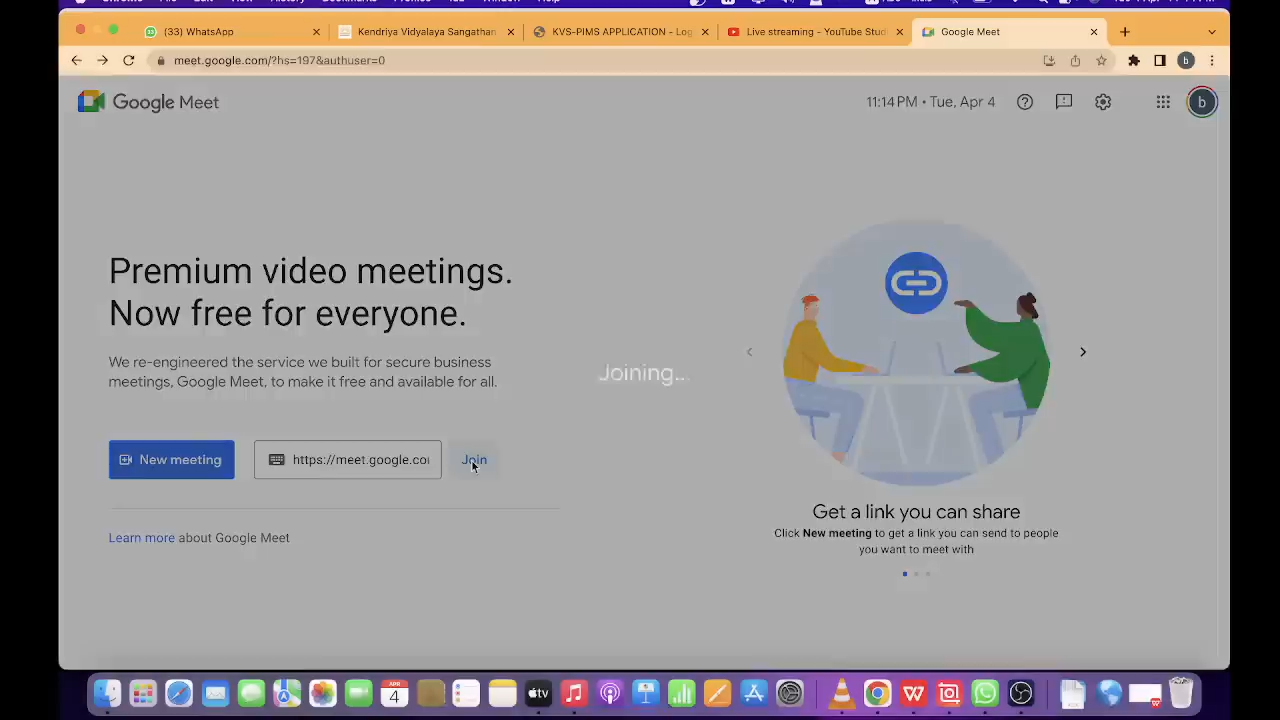 (33) WhatsApp
Kendriya Vidyalaya Sangathan
KVS-PIMS APPLICATION - Log
Live streaming - YouTube Studi
Google Meet
meet.google.com/?hs=197&authuser=0
b
Google Meet
11:14 PM • Tue, Apr 4
b
Premium video meetings.
Now free for everyone.
We re-engineered the service we built for secure business
meetings, Google Meet, to make it free and available for all.
Joining...
New meeting
https://meet.google.co
Join
Learn more about Google Meet
Get a link you can share
Click New meeting to get a link you can send to people
you want to meet with
APR
4
tv